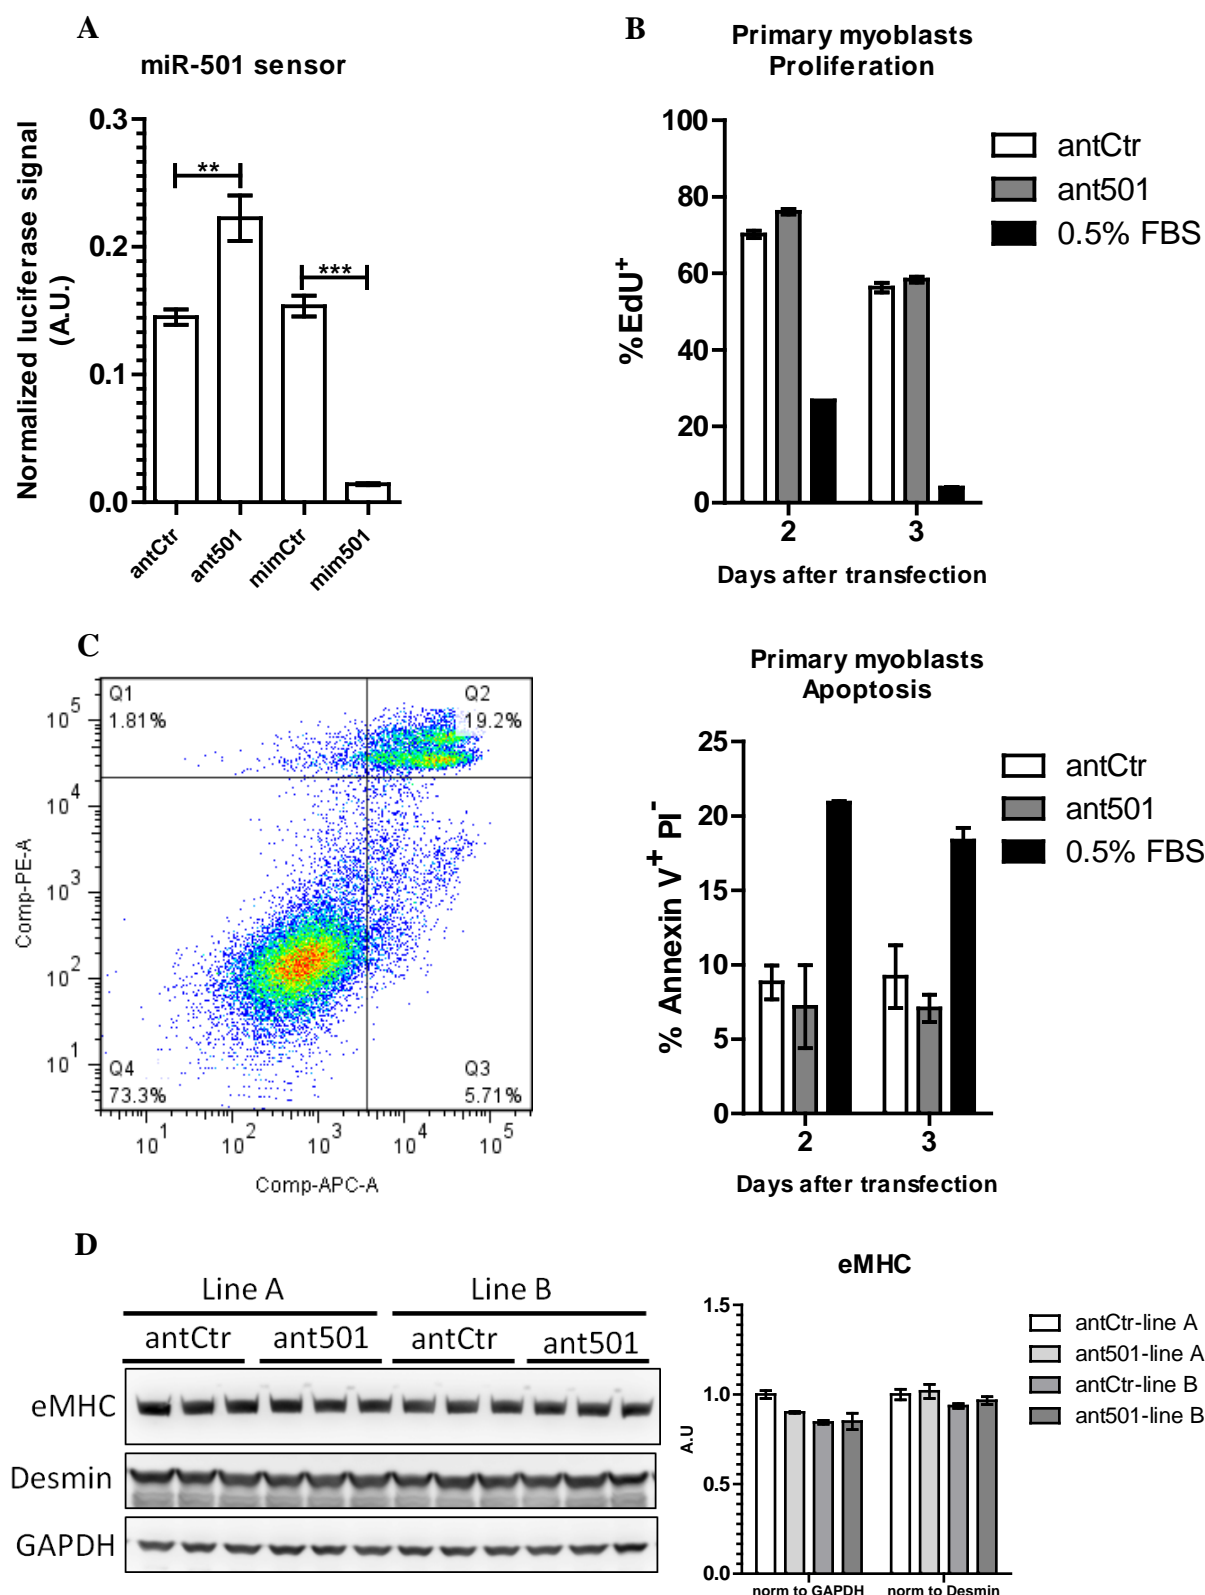 A
miR-501 sensor
Normalized luciferase signal
(A.U.)
0.3
0.2
0.1
0.0
**
***
antCtr
ant501
mimCtr
mim501
B
Primary myoblasts
Proliferation
%EdU+
100
80
60
40
20
0
2
3
Days after transfection
antCtr
ant501
0.5% FBS
C
Q1
1.81%
Q2
19.2%
Q4
73.3%
Q3
5.71%
Comp-PE-A
10^5
10^4
10^3
10^2
10^1
10^1
10^2
10^3
10^4
10^5
Comp-APC-A
Primary myoblasts
Apoptosis
% Annexin V+ PI-
25
20
15
10
5
0
2
3
Days after transfection
antCtr
ant501
0.5% FBS
D
Line A
Line B
antCtr
ant501
antCtr
ant501
eMHC
Desmin
GAPDH
eMHC
A.U
1.5
1.0
0.5
0.0
norm to GAPDH
norm to Desmin
antCtr-line A
ant501-line A
antCtr-line B
ant501-line B